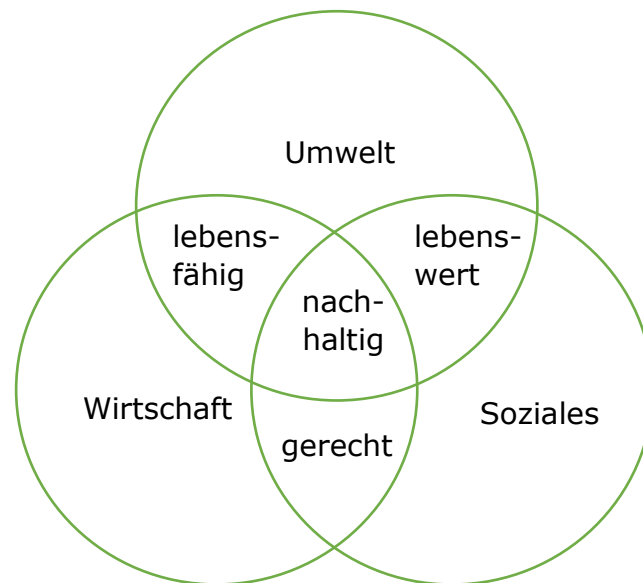 Umwelt
lebens-
fähig
lebens-
wert
nach-
haltig
Wirtschaft
Soziales
gerecht